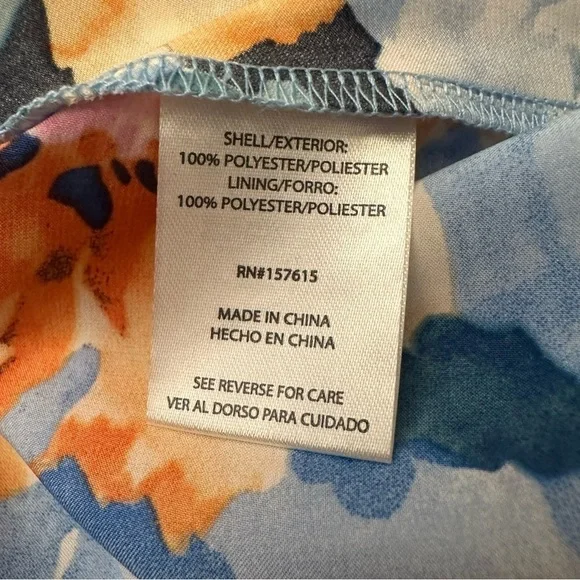 SHELL/EXTERIOR:
100% POLYESTER/POLIESTER
LINING/FORRO:
100% POLYESTER/POLIESTER
RN#157615
MADE IN CHINA
HECHO EN CHINA
SEE REVERSE FOR CARE
VER AL DORSO PARA CUIDADO